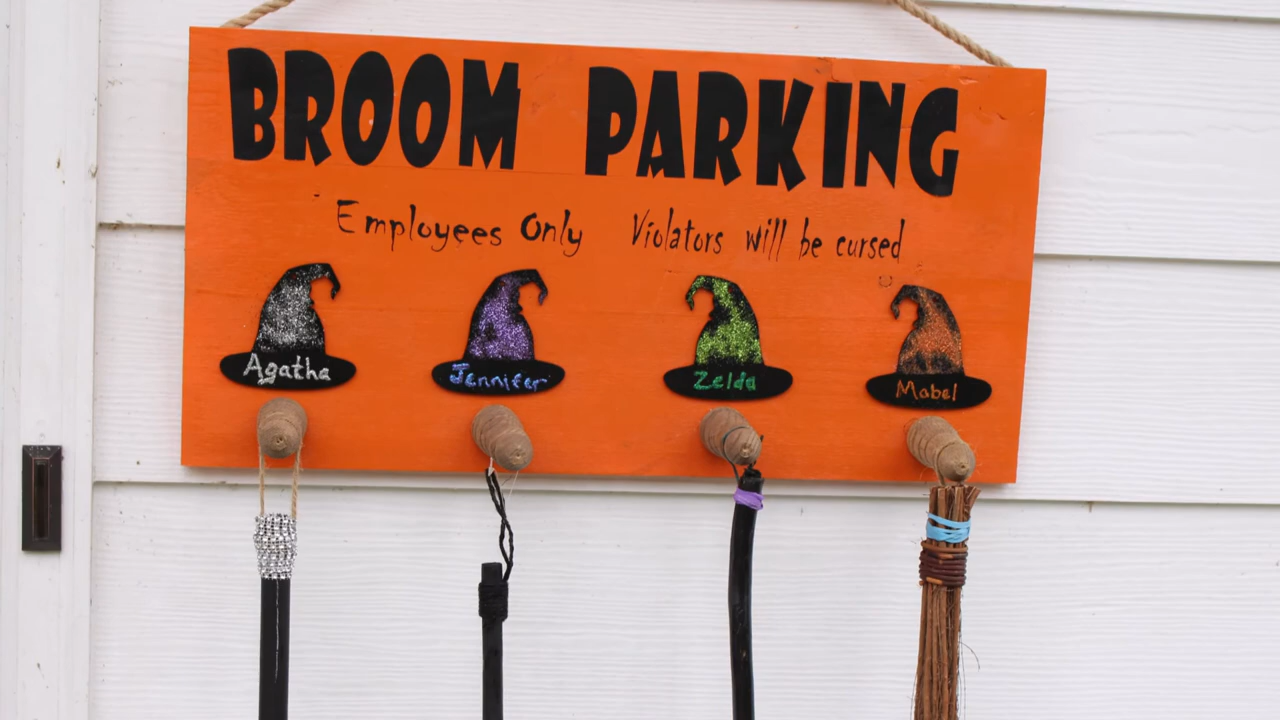 BROOM PARKING
Employees Only Violators will be cursed
Agatha Jennifer Zelda Mabel